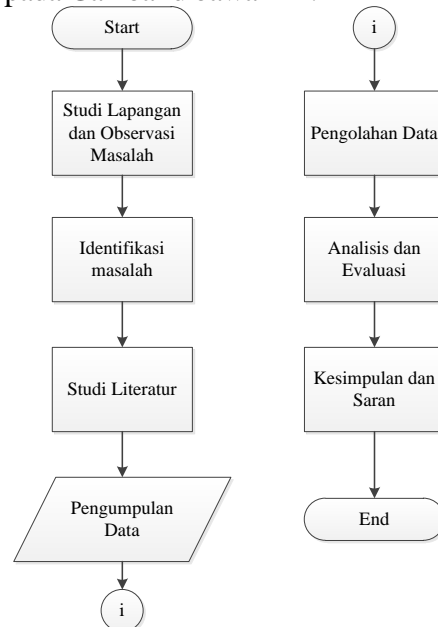 Start
Studi Lapangan
dan Observasi
Masalah
Identifikasi
masalah
Studi Literatur
Pengumpulan
Data
i
i
Pengolahan Data
Analisis dan
Evaluasi
Kesimpulan dan
Saran
End